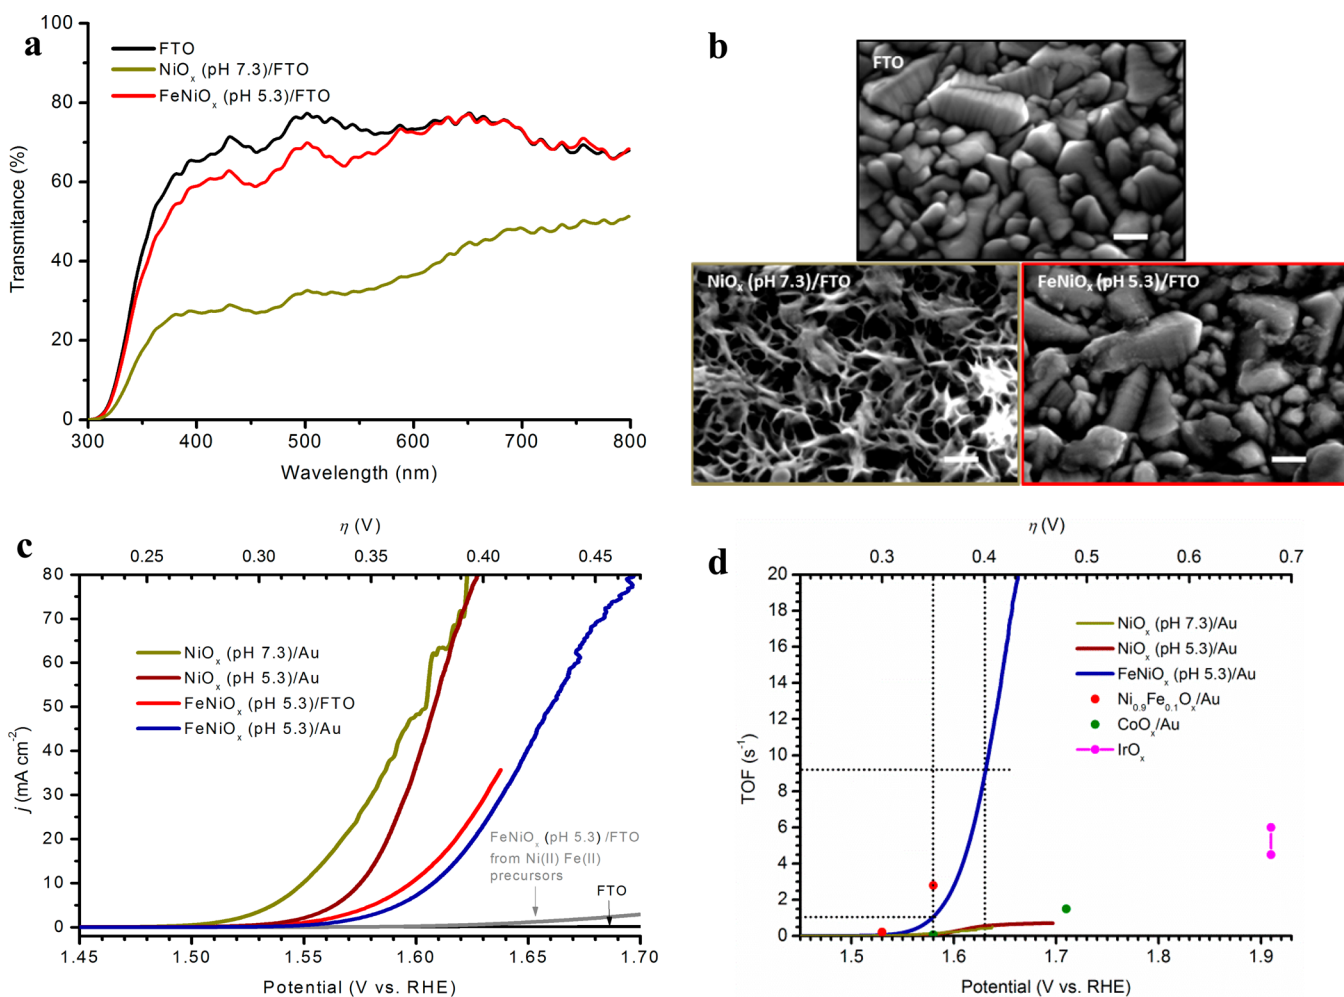 a
100
80
60
40
20
0
Transmitance (%)
FTO
NiOₓ (pH 7.3)/FTO
FeNiOₓ (pH 5.3)/FTO
300 400 500 600 700 800
Wavelength (nm)
b
FTO
NiOₓ (pH 7.3)/FTO
FeNiOₓ (pH 5.3)/FTO
c
η (V)
0.25 0.30 0.35 0.40 0.45
80
70
60
50
40
30
20
10
0
j (mA cm⁻²)
NiOₓ (pH 7.3)/Au
NiOₓ (pH 5.3)/Au
FeNiOₓ (pH 5.3)/FTO
FeNiOₓ (pH 5.3)/Au
FeNiOₓ (pH 5.3) /FTO
from Ni(II) Fe(II)
precursors
FTO
1.45 1.50 1.55 1.60 1.65 1.70
Potential (V vs. RHE)
d
η (V)
0.3 0.4 0.5 0.6 0.7
20
18
16
14
12
10
8
6
4
2
0
TOF (s⁻¹)
NiOₓ (pH 7.3)/Au
NiOₓ (pH 5.3)/Au
FeNiOₓ (pH 5.3)/Au
Ni₀.₉Fe₀.₁Oₓ/Au
CoOₓ/Au
IrOₓ
1.5 1.6 1.7 1.8 1.9
Potential (V vs. RHE)